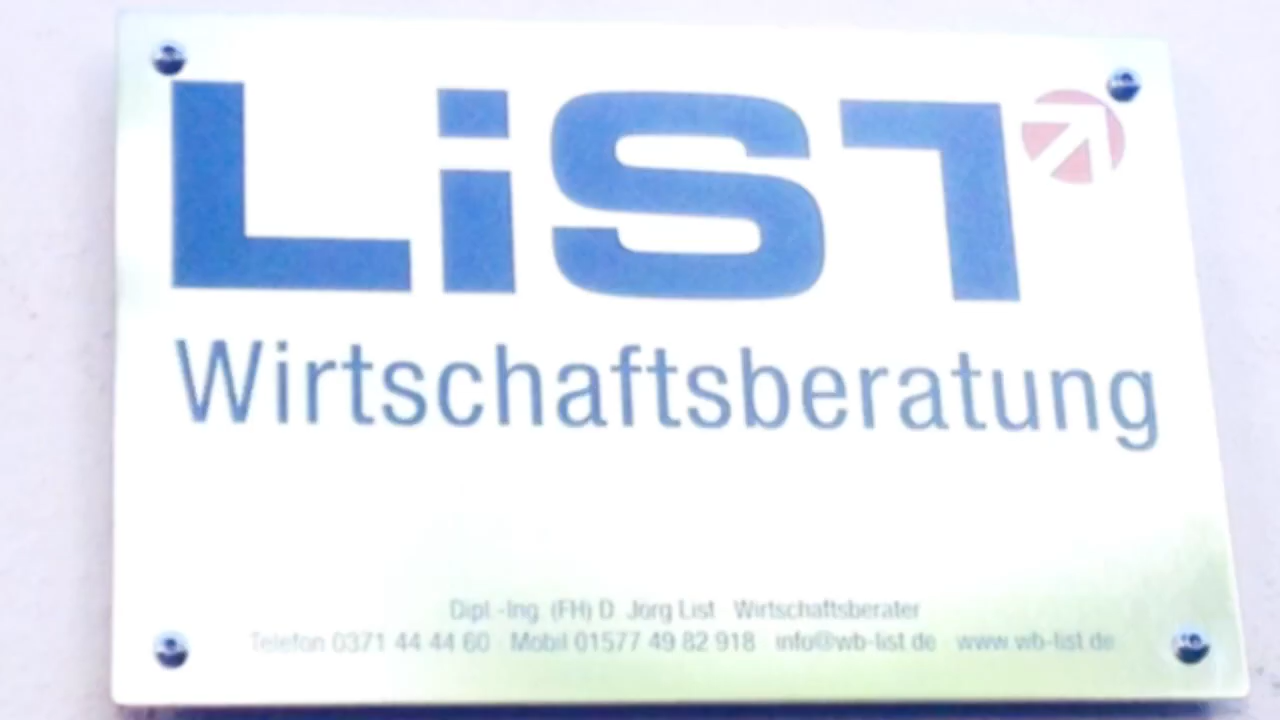 LiST
Wirtschaftsberatung
Dipl.-Ing. (FH) D. Jörg List · Wirtschaftsberater
Telefon 0371 44 44 60 · Mobil 01577 49 82 918 · info@wb-list.de · www.wb-list.de